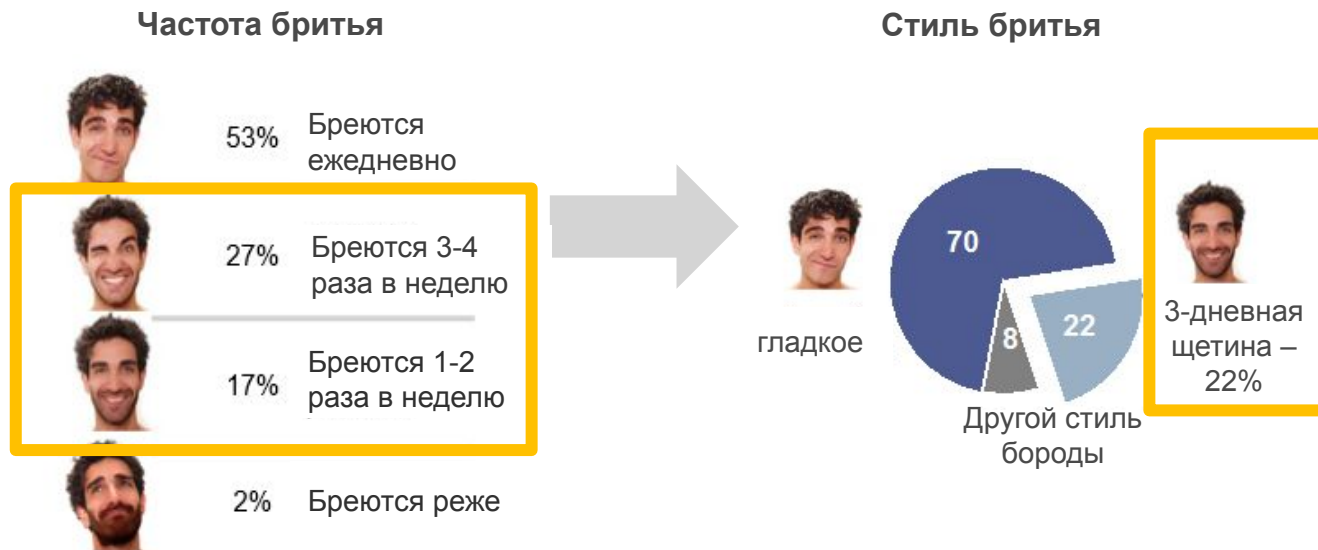 Частота бритья
53%
Бреются
ежедневно
27%
Бреются 3-4
раза в неделю
17%
Бреются 1-2
раза в неделю
2%
Бреются реже
Стиль бритья
гладкое
70
8
22
Другой стиль
бороды
3-дневная
щетина –
22%